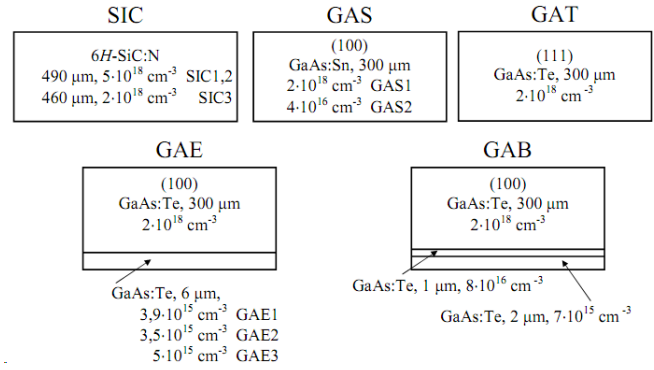 SIC
6H-SiC:N
490 μm, 5·10¹⁸ cm⁻³ SIC1,2
460 μm, 2·10¹⁸ cm⁻³ SIC3
GAS
(100)
GaAs:Sn, 300 μm
2·10¹⁸ cm⁻³ GAS1
4·10¹⁶ cm⁻³ GAS2
GAT
(111)
GaAs:Te, 300 μm
2·10¹⁸ cm⁻³
GAE
(100)
GaAs:Te, 300 μm
2·10¹⁸ cm⁻³
GaAs:Te, 6 μm,
3,9·10¹⁵ cm⁻³ GAE1
3,5·10¹⁵ cm⁻³ GAE2
5·10¹⁵ cm⁻³ GAE3
GAB
(100)
GaAs:Te, 300 μm
2·10¹⁸ cm⁻³
GaAs:Te, 1 μm, 8·10¹⁶ cm⁻³
GaAs:Te, 2 μm, 7·10¹⁵ cm⁻³